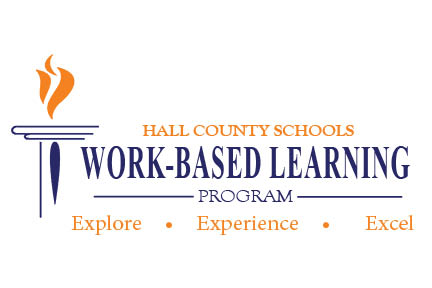 HALL COUNTY SCHOOLS
WORK-BASED LEARNING
PROGRAM
Explore • Experience • Excel